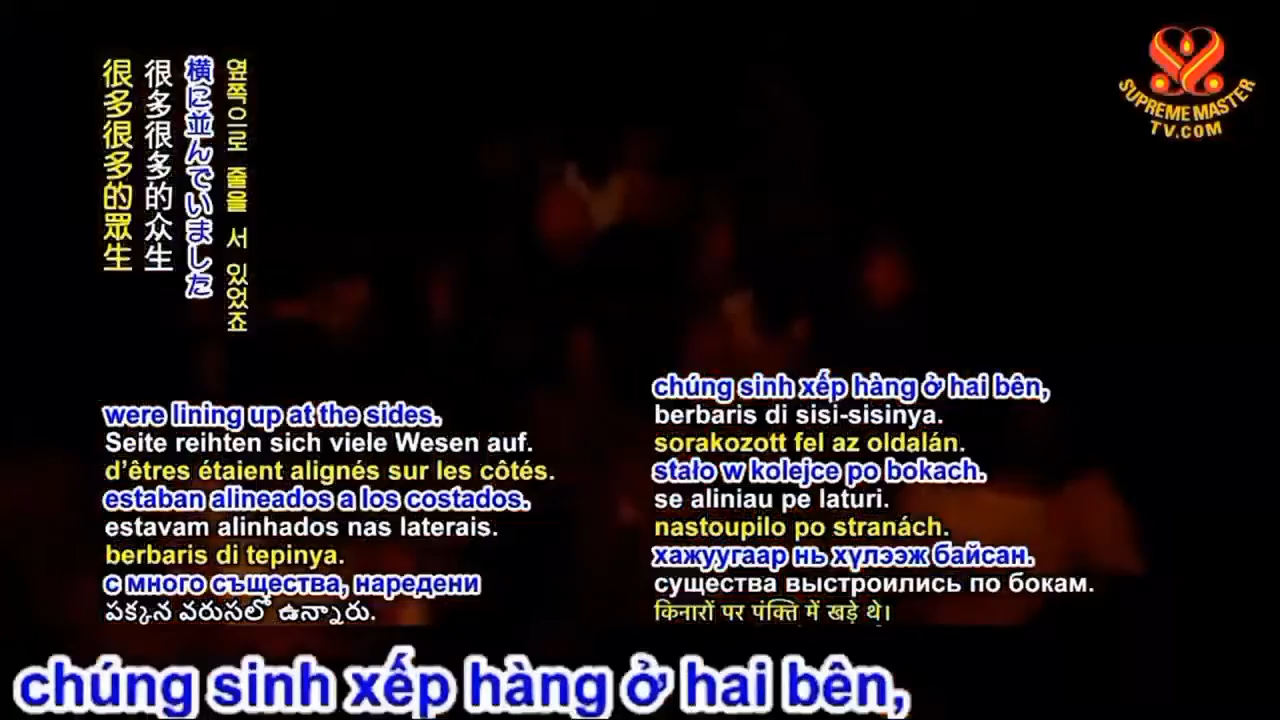 很多很多的眾生
很多很多的众生
横に並んでいました
옆쪽으로 줄을 서 있었죠
SUPREME MASTER
TV.COM
were lining up at the sides.
Seite reihten sich viele Wesen auf.
d’êtres étaient alignés sur les côtés.
estaban alineados a los costados.
estavam alinhados nas laterais.
berbaris di tepinya.
с много същества, наредени
పక్కన వరుసలో ఉన్నారు.
chúng sinh xếp hàng ở hai bên,
berbaris di sisi-sisinya.
sorakozott fel az oldalán.
stało w kolejce po bokach.
se aliniau pe laturi.
nastoupilo po stranách.
хажуугаар нь хүлээж байсан.
существа выстроились по бокам.
किनारों पर पंक्ति में खड़े थे।
chúng sinh xếp hàng ở hai bên,